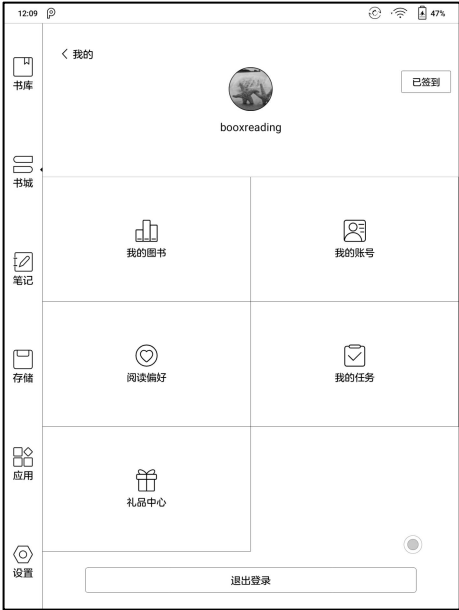 12:09
47%
我的
已签到
booxreading
书库
书城
笔记
存储
应用
设置
我的图书
我的账号
阅读偏好
我的任务
礼品中心
退出登录